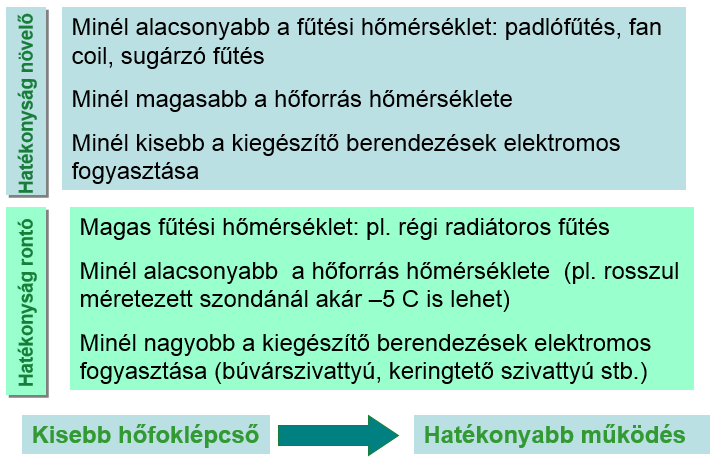 Hatékonyság növelő
Minél alacsonyabb a fűtési hőmérséklet: padlófűtés, fan
coil, sugárzó fűtés
Minél magasabb a hőforrás hőmérséklete
Minél kisebb a kiegészítő berendezések elektromos
fogyasztása
Hatékonyság rontó
Magas fűtési hőmérséklet: pl. régi radiátoros fűtés
Minél alacsonyabb  a hőforrás hőmérséklete  (pl. rosszul
méretezett szondánál akár –5 C is lehet)
Minél nagyobb a kiegészítő berendezések elektromos
fogyasztása (búvárszivattyú, keringtető szivattyú stb.)
Kisebb hőfoklépcső
Hatékonyabb működés